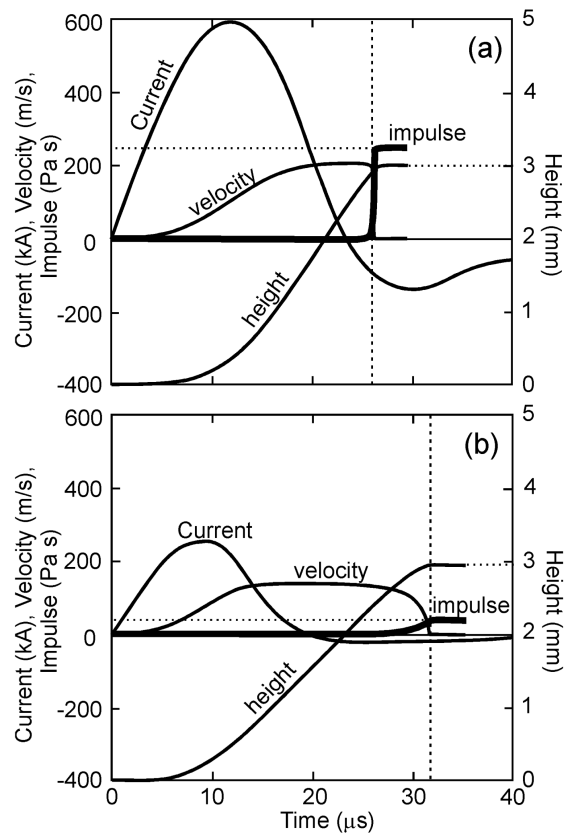 600
400
200
0
-200
-400
Current (kA), Velocity (m/s),
Impulse (Pa s)
(a)
Current
impulse
velocity
height
5
4
3
2
1
0
Height (mm)
600
400
200
0
-200
-400
Current (kA), Velocity (m/s),
Impulse (Pa s)
(b)
Current
velocity
impulse
height
5
4
3
2
1
0
Height (mm)
0
10
20
30
40
Time (μs)